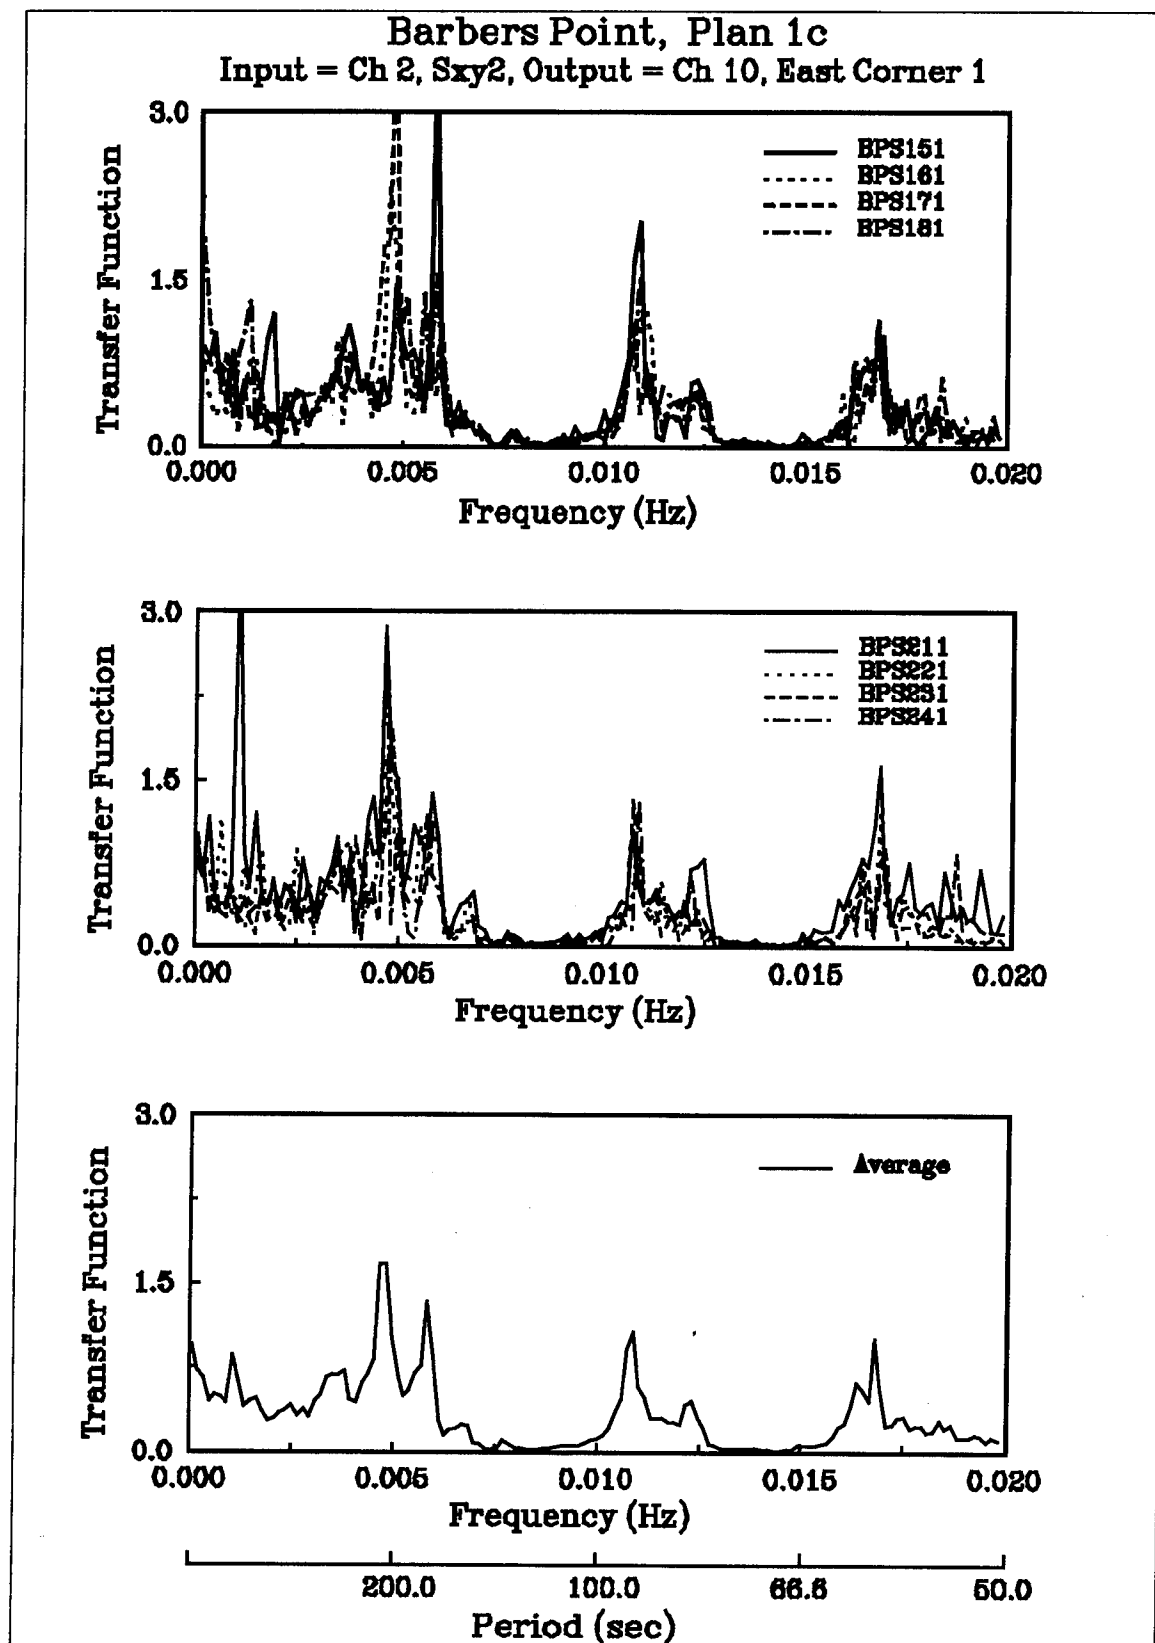 Barbers Point, Plan 1c
Input = Ch 2, Sxy2, Output = Ch 10, East Corner 1
3.0
1.5
0.0
Transfer Function
BPS151
BPS161
BPS171
BPS181
0.000 0.005 0.010 0.015 0.020
Frequency (Hz)
3.0
1.5
0.0
Transfer Function
BPS211
BPS221
BPS231
BPS241
0.000 0.005 0.010 0.015 0.020
Frequency (Hz)
3.0
1.5
0.0
Transfer Function
Average
0.000 0.005 0.010 0.015 0.020
Frequency (Hz)
200.0 100.0 66.6 50.0
Period (sec)